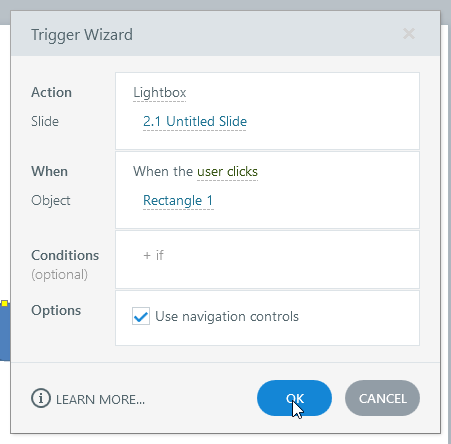 Trigger Wizard
Action Lightbox
Slide 2.1 Untitled Slide
When When the user clicks
Object Rectangle 1
Conditions + if
(optional)
Options Use navigation controls
LEARN MORE... OK CANCEL